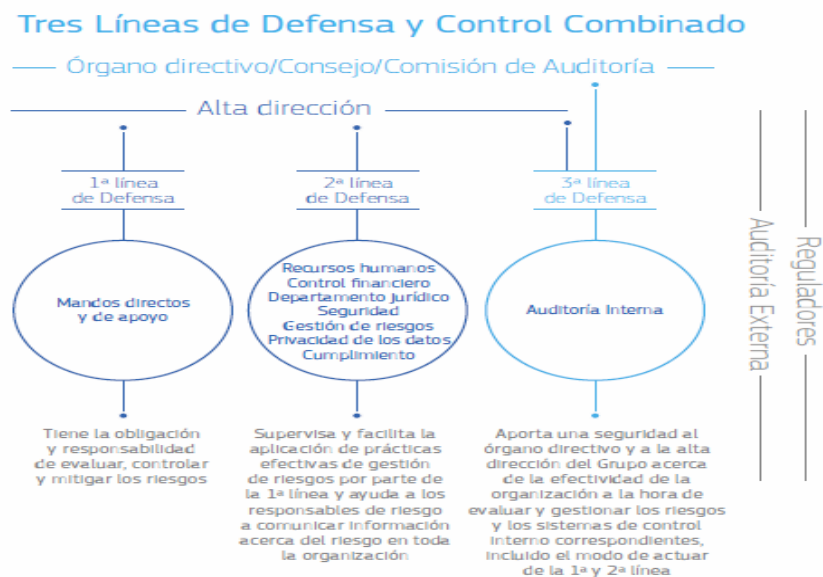 Tres Líneas de Defensa y Control Combinado
Órgano directivo/Consejo/Comisión de Auditoría
Alta dirección
1ª línea
de Defensa
2ª línea
de Defensa
3ª línea
de Defensa
Mandos directos
y de apoyo
Recursos humanos
Control financiero
Departamento jurídico
Seguridad
Gestión de riesgos
Privacidad de los datos
Cumplimiento
Auditoría Interna
Auditoría Externa
Reguladores
Tiene la obligación
y responsabilidad
de evaluar, controlar
y mitigar los riesgos
Supervisa y facilita la
aplicación de prácticas
efectivas de gestión
de riesgos por parte de
la 1ª línea y ayuda a los
responsables de riesgo
a comunicar información
acerca del riesgo en toda
la organización
Aporta una seguridad al
órgano directivo y a la alta
dirección del Grupo acerca
de la efectividad de la
organización a la hora de
evaluar y gestionar los riesgos
y los sistemas de control
interno correspondientes,
incluido el modo de actuar
de la 1ª y 2ª línea